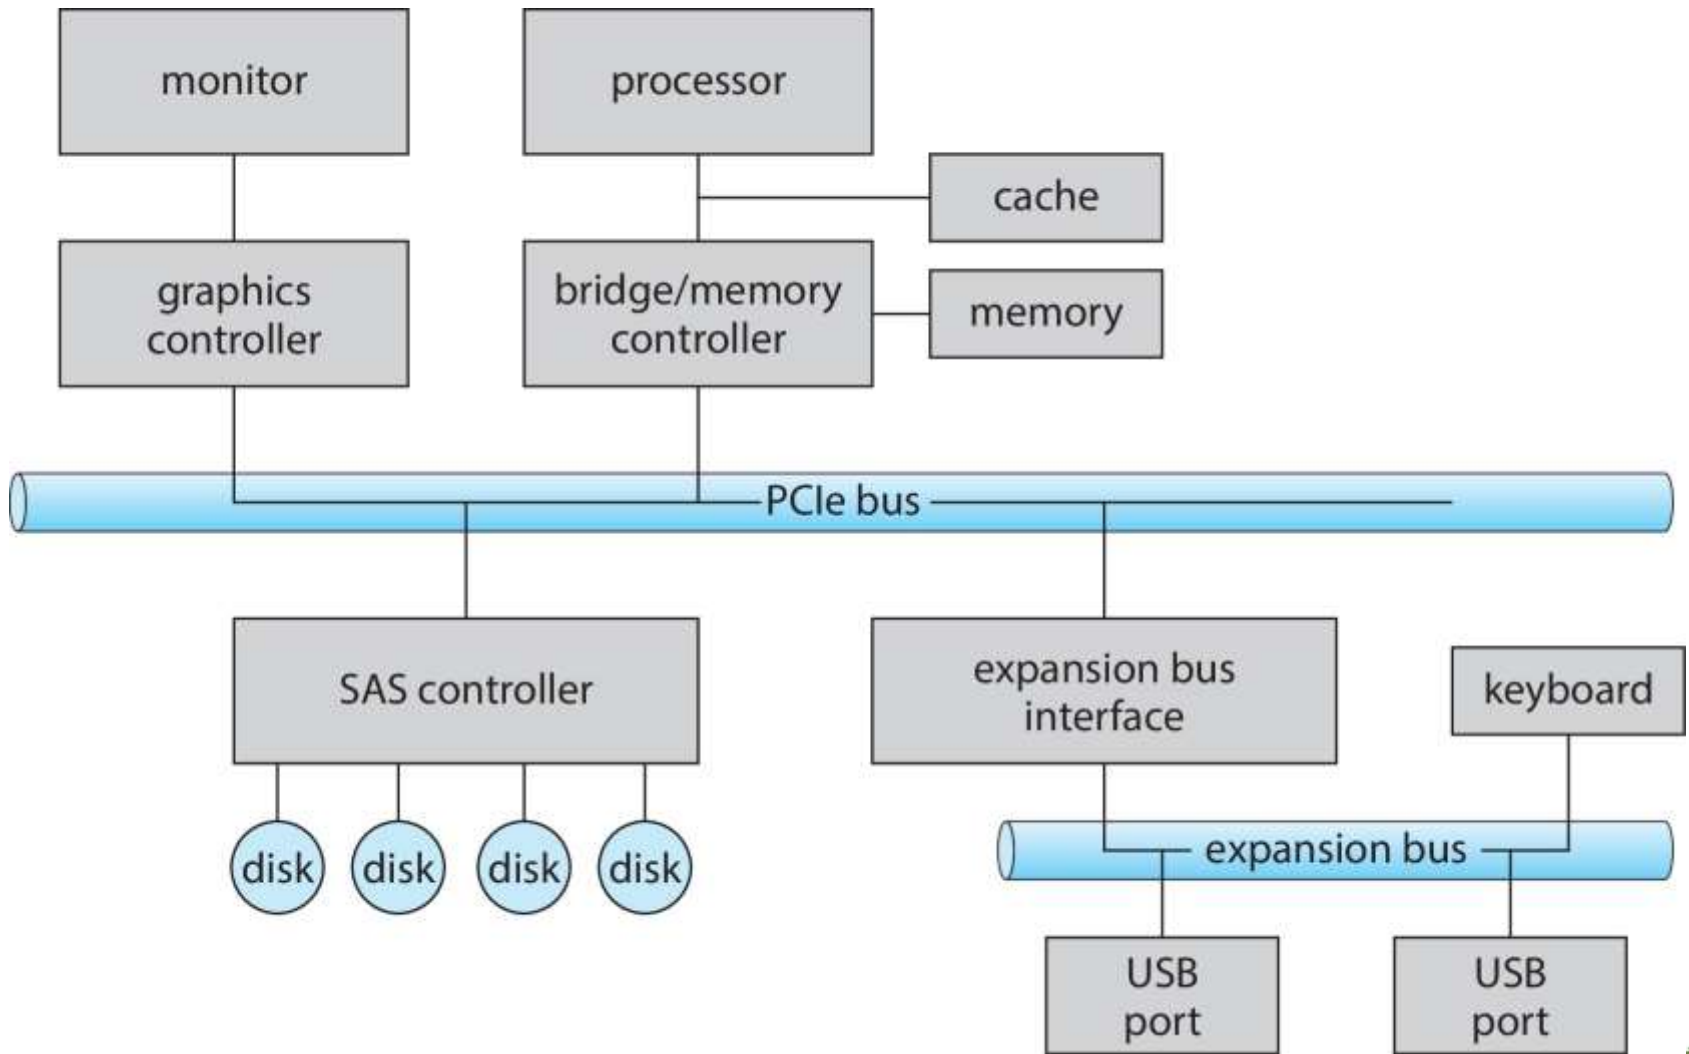 monitor
processor
cache
graphics
controller
bridge/memory
controller
memory
PCIe bus
SAS controller
expansion bus
interface
keyboard
disk
disk
disk
disk
expansion bus
USB
port
USB
port